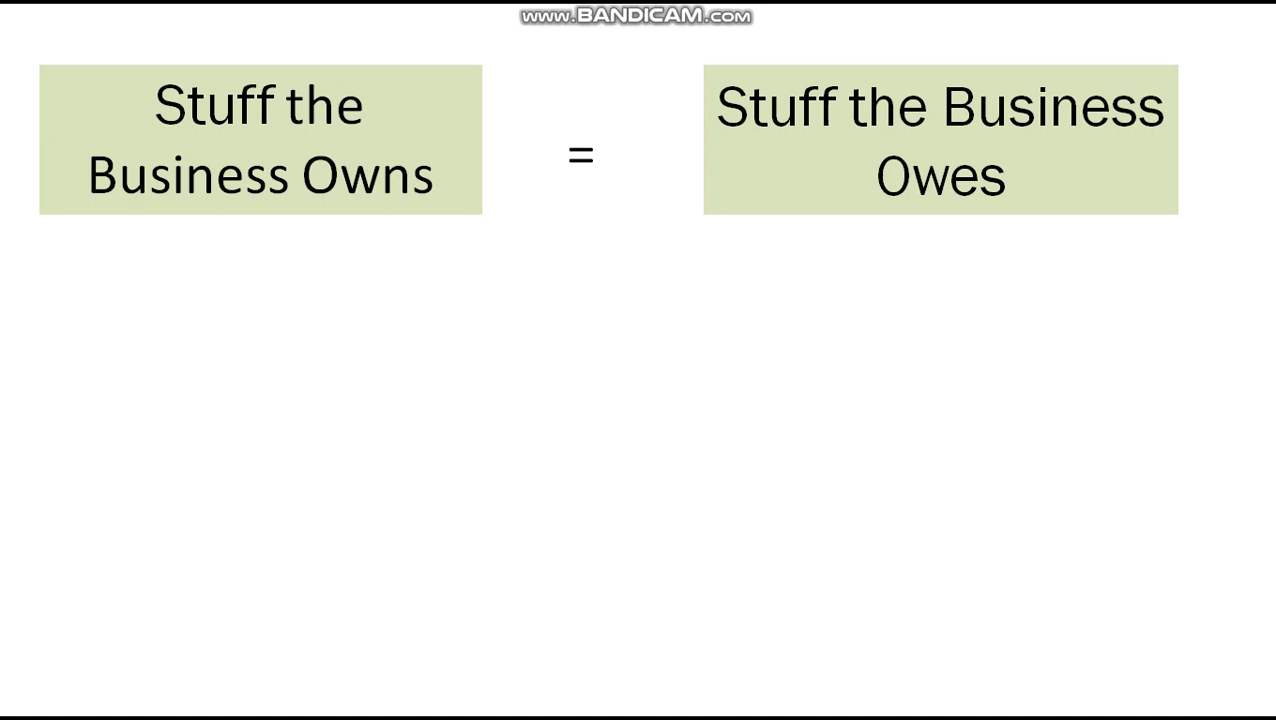 www.BANDICAM.com
Stuff the
Business Owns
=
Stuff the Business
Owes